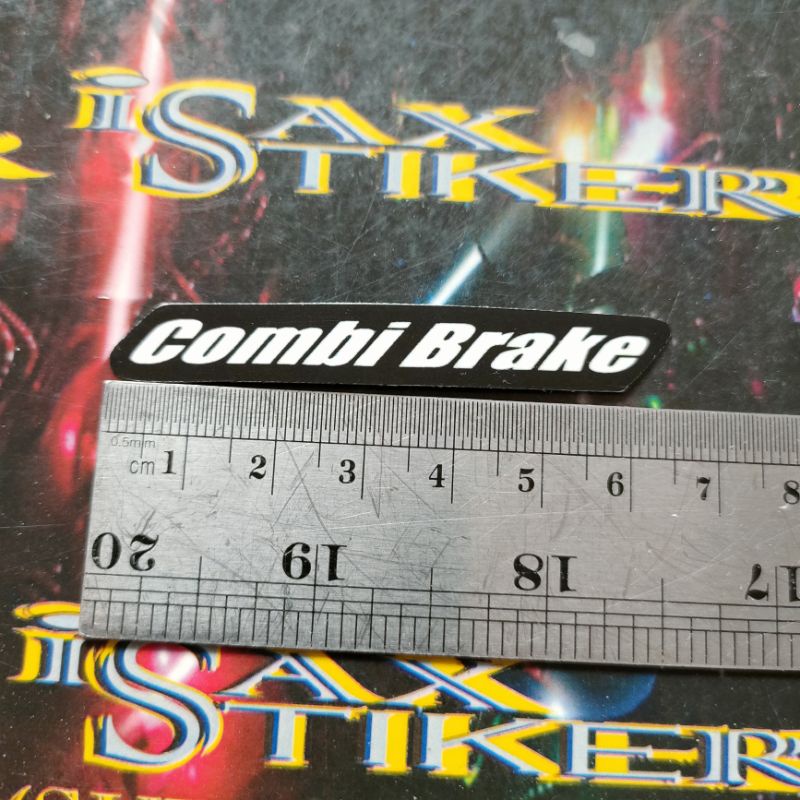 iSAX
STIKER
Combi Brake
0.5mm
cm 1 2 3 4 5 6 7 8
20 19 18 17
iSAX
STIKER